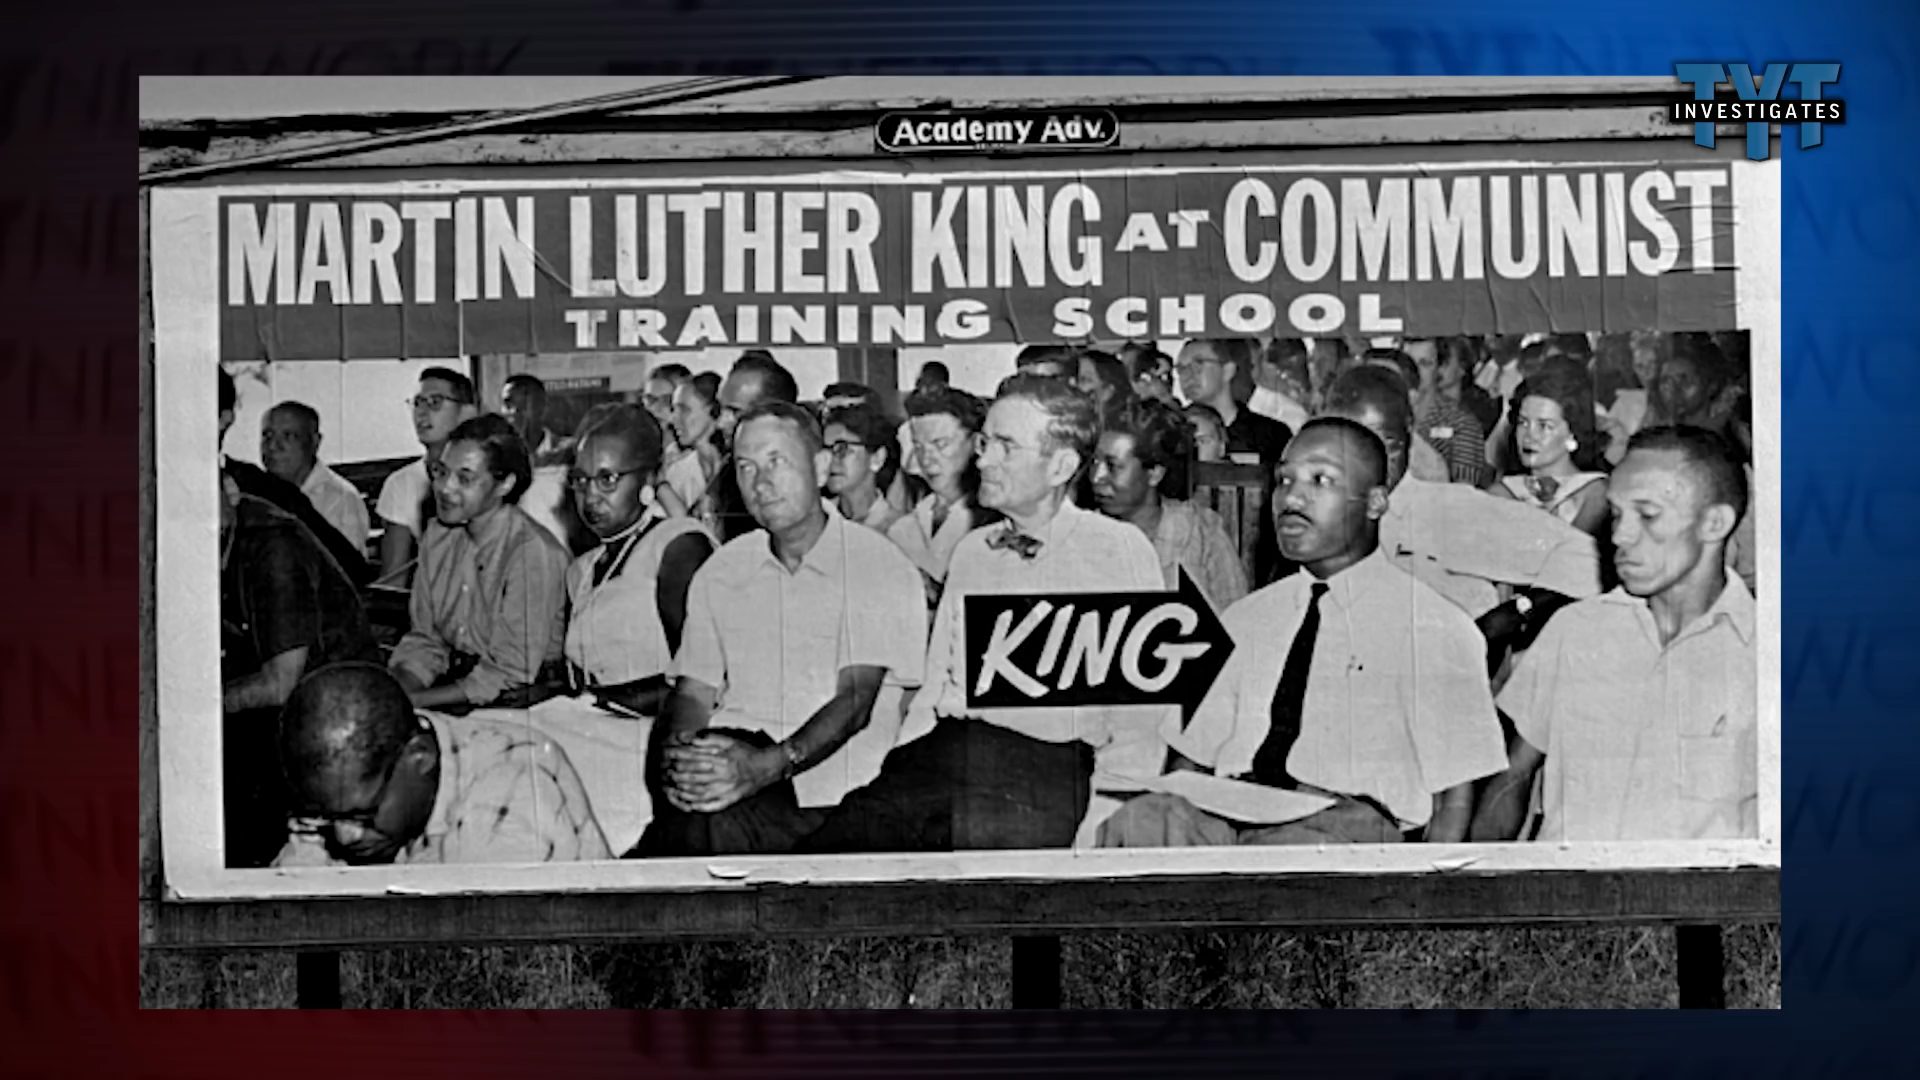 TYT
INVESTIGATES
Academy Adv.
MARTIN LUTHER KING AT COMMUNIST
TRAINING SCHOOL
KING